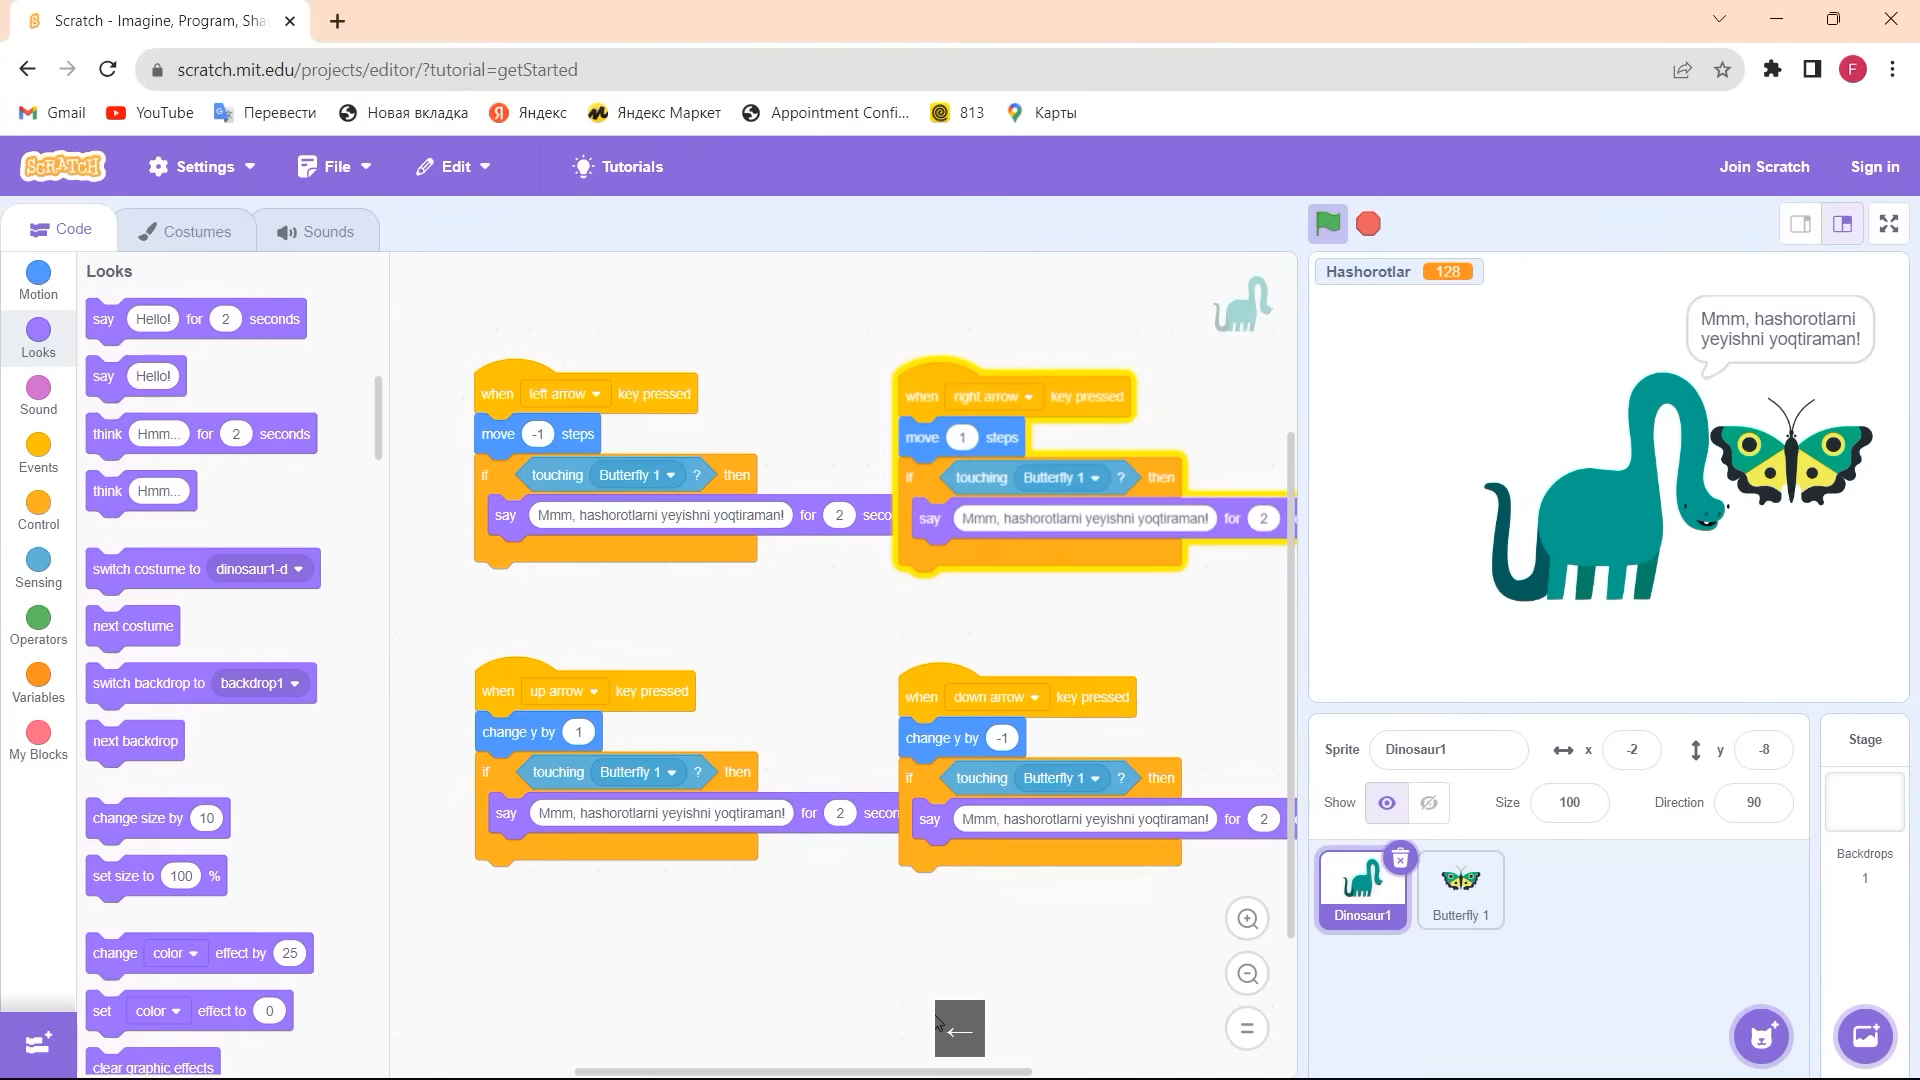 Scratch - Imagine, Program, Sha
scratch.mit.edu/projects/editor/?tutorial=getStarted
F
Gmail YouTube Перевести Новая вкладка Яндекс Яндекс Маркет Appointment Confi... 813 Карты
SCRATCH Settings File Edit Tutorials Join Scratch Sign in
Code Costumes Sounds
Motion
Looks
Sound
Events
Control
Sensing
Operators
Variables
My Blocks
Looks
say Hello! for 2 seconds
say Hello!
think Hmm... for 2 seconds
think Hmm...
switch costume to dinosaur1-d
next costume
switch backdrop to backdrop1
next backdrop
change size by 10
set size to 100 %
change color effect by 25
set color effect to 0
clear graphic effects
when left arrow key pressed
move -1 steps
if touching Butterfly 1 ? then
say Mmm, hashorotlarni yeyishni yoqtiraman! for 2 seco
when right arrow key pressed
move 1 steps
if touching Butterfly 1 ? then
say Mmm, hashorotlarni yeyishni yoqtiraman! for 2
when up arrow key pressed
change y by 1
if touching Butterfly 1 ? then
say Mmm, hashorotlarni yeyishni yoqtiraman! for 2 secon
when down arrow key pressed
change y by -1
if touching Butterfly 1 ? then
say Mmm, hashorotlarni yeyishni yoqtiraman! for 2
Hashorotlar 128
Mmm, hashorotlarni
yeyishni yoqtiraman!
Sprite Dinosaur1 x -2 y -8
Show Size 100 Direction 90
Dinosaur1
Butterfly 1
Stage
Backdrops
1